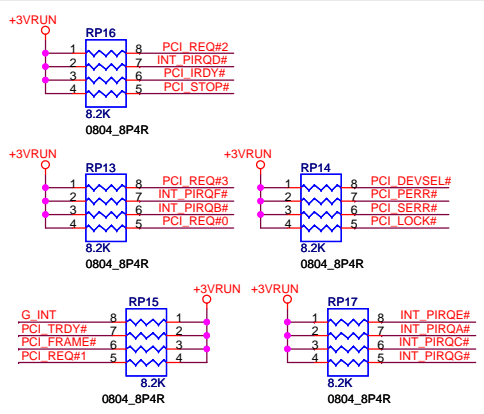 +3VRUN
RP16
1 8 PCI_REQ#2
2 7 INT_PIRQD#
3 6 PCI_IRDY#
4 5 PCI_STOP#
8.2K
0804_8P4R
+3VRUN
RP13
1 8 PCI_REQ#3
2 7 INT_PIRQF#
3 6 INT_PIRQB#
4 5 PCI_REQ#0
8.2K
0804_8P4R
+3VRUN
RP14
1 8 PCI_DEVSEL#
2 7 PCI_PERR#
3 6 PCI_SERR#
4 5 PCI_LOCK#
8.2K
0804_8P4R
+3VRUN
RP15
G_INT 8 1
PCI_TRDY# 7 2
PCI_FRAME# 6 3
PCI_REQ#1 5 4
8.2K
0804_8P4R
+3VRUN
RP17
1 8 INT_PIRQE#
2 7 INT_PIRQA#
3 6 INT_PIRQC#
4 5 INT_PIRQG#
8.2K
0804_8P4R